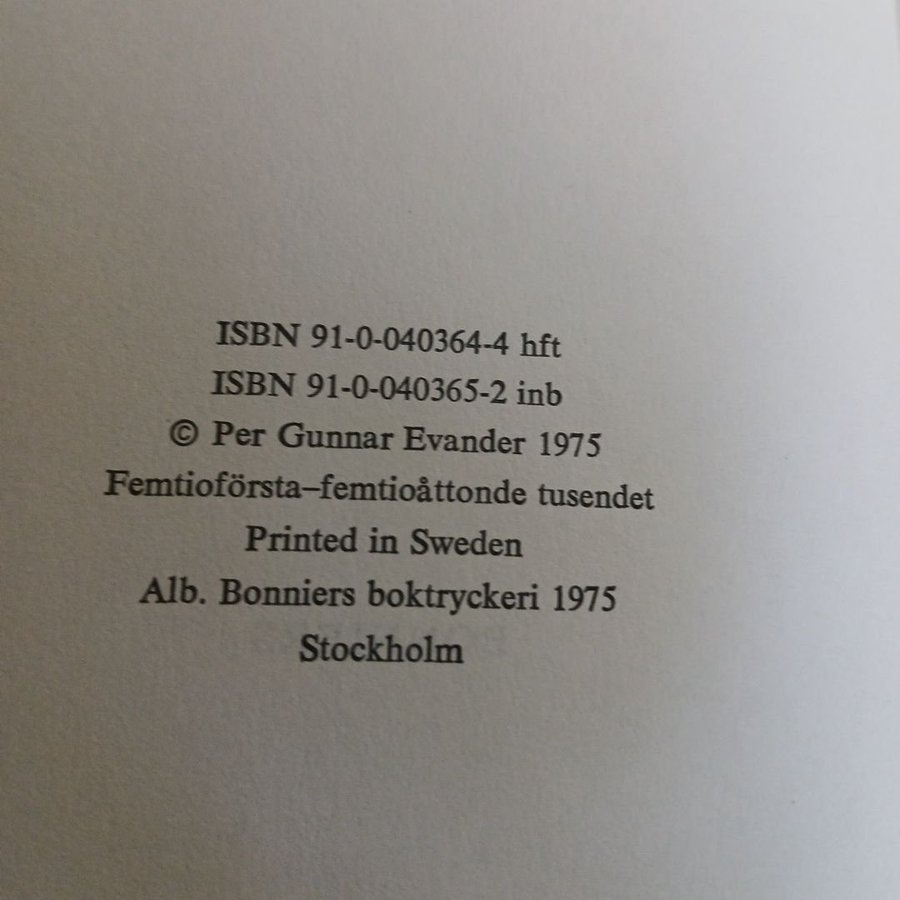 ISBN 91-0-040364-4 hft
ISBN 91-0-040365-2 inb
© Per Gunnar Evander 1975
Femtioförsta–femtioåttonde tusendet
Printed in Sweden
Alb. Bonniers boktryckeri 1975
Stockholm